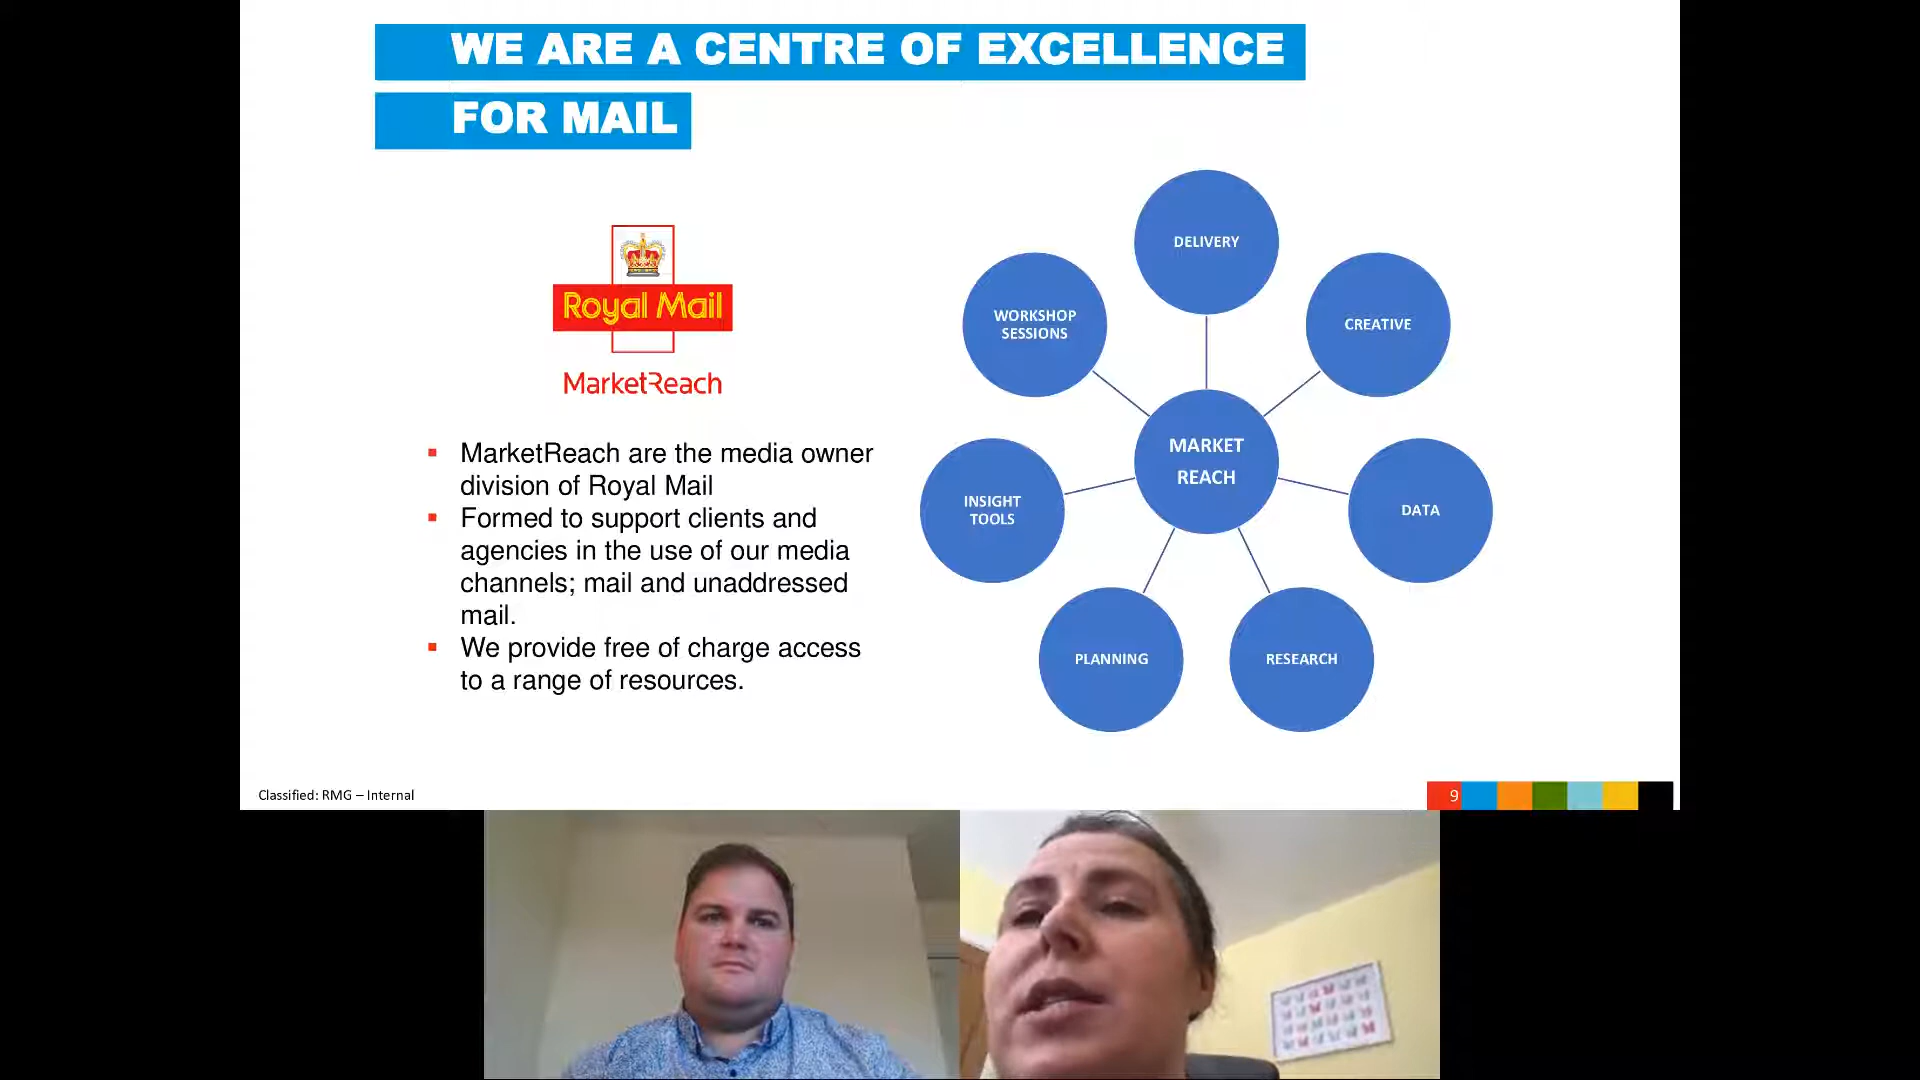 WE ARE A CENTRE OF EXCELLENCE
FOR MAIL
Royal Mail
MarketReach
MarketReach are the media owner
division of Royal Mail
Formed to support clients and
agencies in the use of our media
channels; mail and unaddressed
mail.
We provide free of charge access
to a range of resources.
DELIVERY
WORKSHOP
SESSIONS
CREATIVE
MARKET
REACH
INSIGHT
TOOLS
DATA
PLANNING
RESEARCH
Classified: RMG – Internal
9